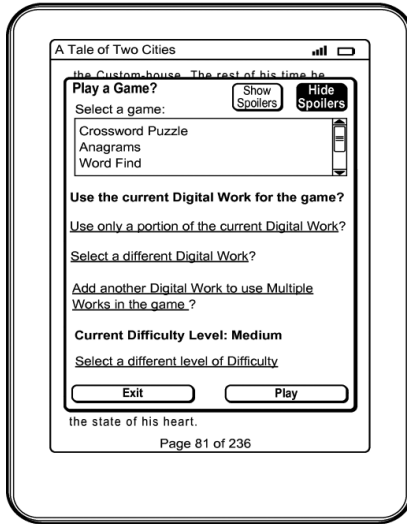 A Tale of Two Cities
the Custom-house. The rest of his time he
Play a Game?
Show Spoilers
Hide Spoilers
Select a game:
Crossword Puzzle
Anagrams
Word Find
Use the current Digital Work for the game?
Use only a portion of the current Digital Work?
Select a different Digital Work?
Add another Digital Work to use Multiple
Works in the game ?
Current Difficulty Level: Medium
Select a different level of Difficulty
Exit
Play
the state of his heart.
Page 81 of 236